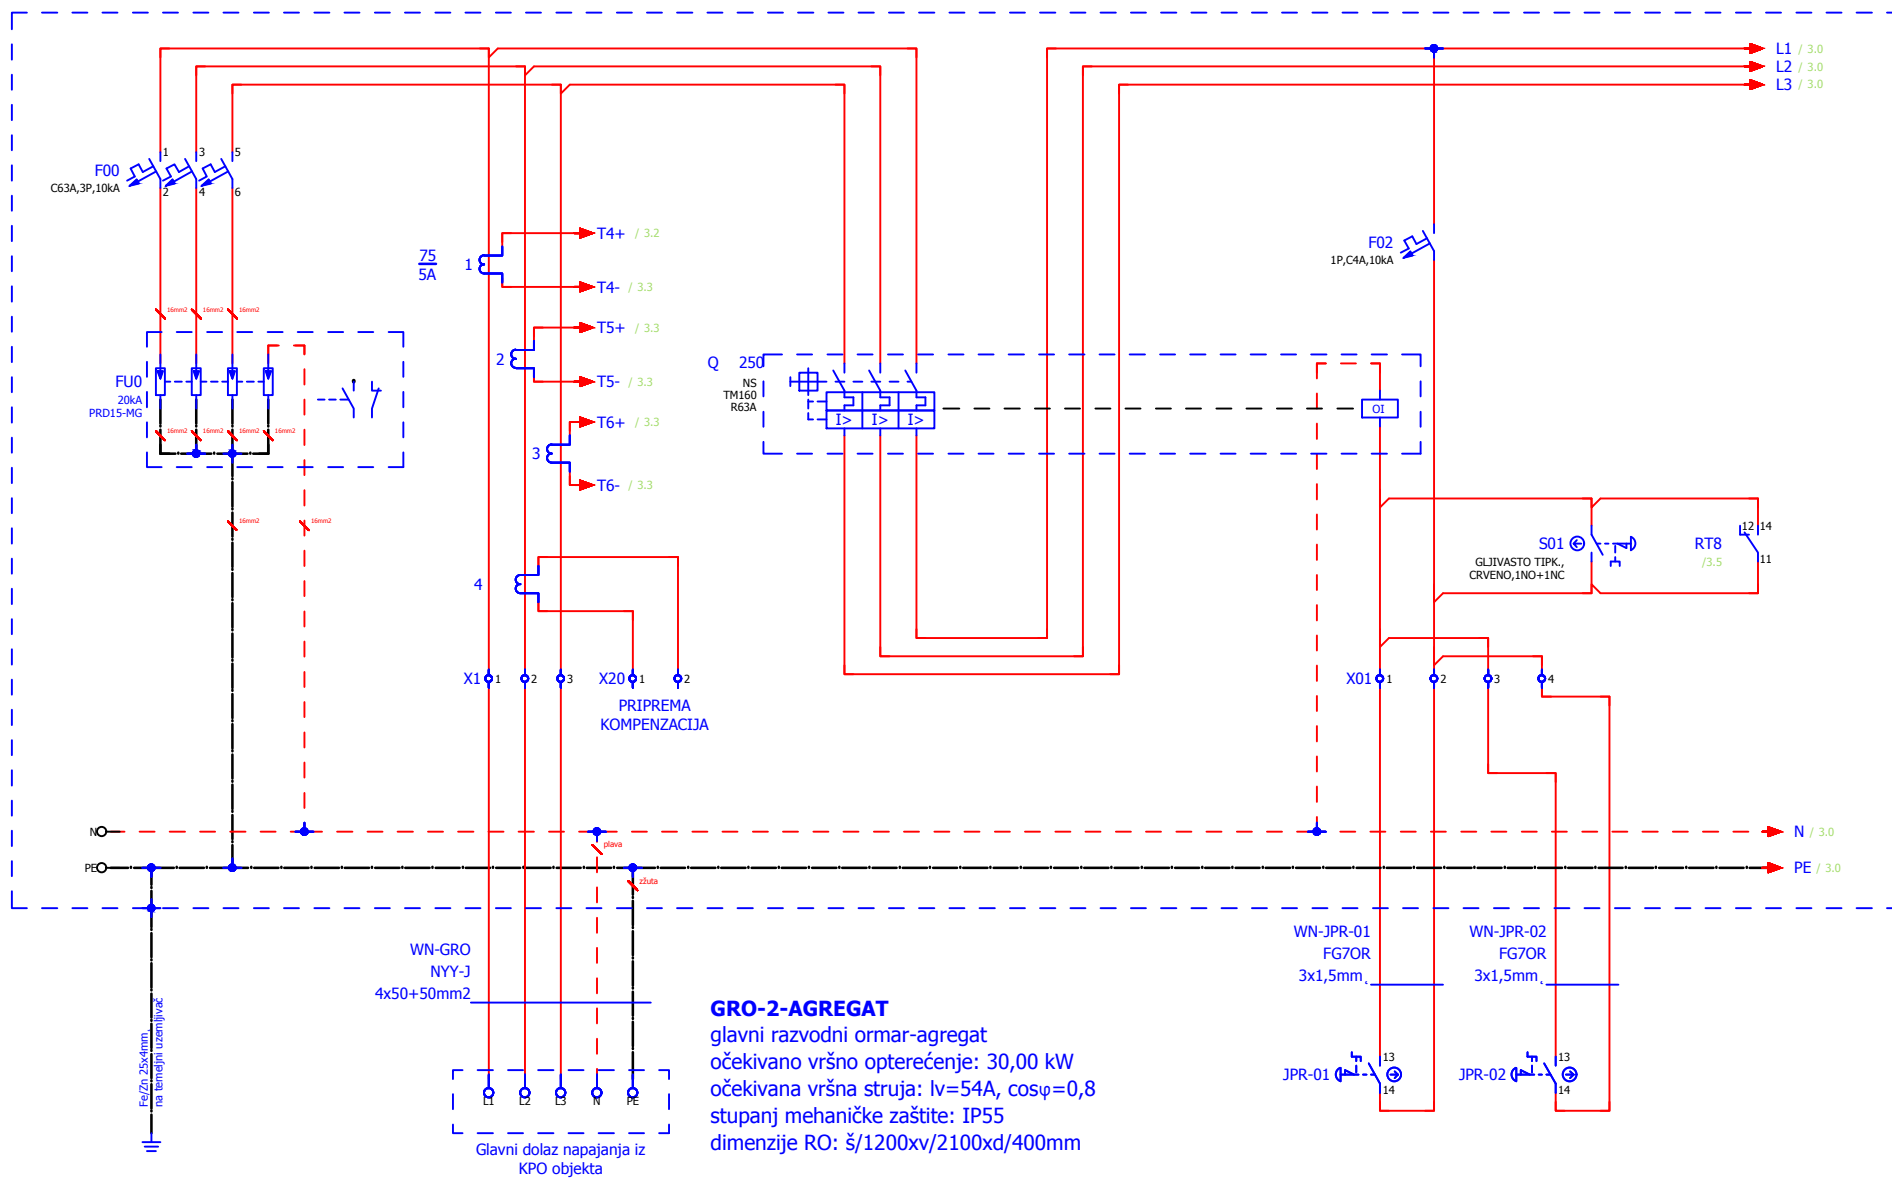 L1 / 3.0
L2 / 3.0
L3 / 3.0
F00
C63A,3P,10kA
1
3
5
2
4
6
75
5A
1
T4+ / 3.2
T4- / 3.3
2
T5+ / 3.3
T5- / 3.3
3
T6+ / 3.3
T6- / 3.3
4
F02
1P,C4A,10kA
16mm2
16mm2
16mm2
FU0
20kA
PRD15-MG
16mm2
16mm2
16mm2
16mm2
16mm2
Q 250
NS
TM160
R63A
I>
I>
I>
OI
S01
GLJIVASTO TIPK.,
CRVENO,1NO+1NC
RT8
/3.5
12
14
11
X1
1
2
3
X20
1
2
PRIPREMA
KOMPENZACIJA
X01
1
2
3
4
N
plava
N / 3.0
PE
zžuta
PE / 3.0
Fe/Zn 25x4mm,
na temeljni uzemljivač
WN-GRO
NYY-J
4x50+50mm2
WN-JPR-01
FG7OR
3x1,5mm
WN-JPR-02
FG7OR
3x1,5mm
L1
L2
L3
N
PE
Glavni dolaz napajanja iz
KPO objekta
GRO-2-AGREGAT
glavni razvodni ormar-agregat
očekivano vršno opterećenje: 30,00 kW
očekivana vršna struja: lv=54A, cosφ=0,8
stupanj mehaničke zaštite: IP55
dimenzije RO: š/1200xv/2100xd/400mm
JPR-01
13
14
JPR-02
13
14